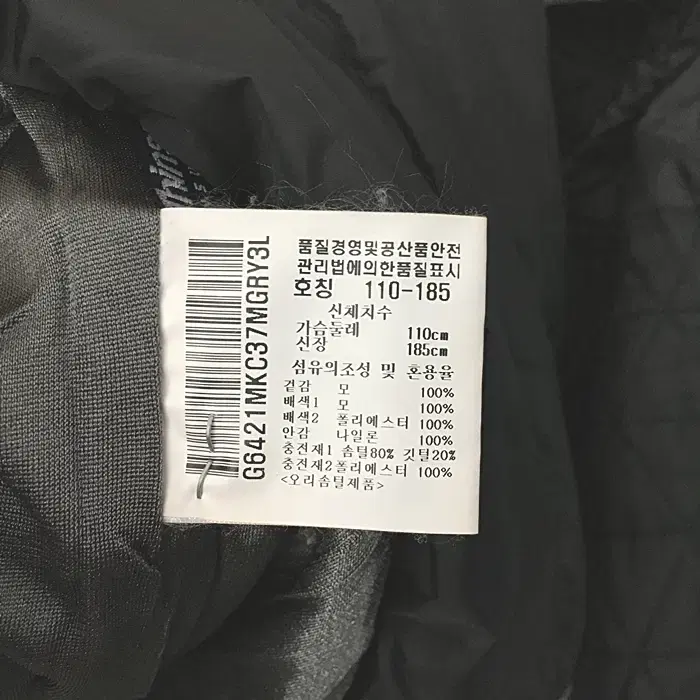 품질경영및공산품안전
관리법에의한품질표시
호칭 110-185
신체치수
가슴둘레 110cm
신장 185cm
섬유의조성 및 혼용율
겉감 모 100%
배색1 모 100%
배색2 폴리에스터 100%
안감 나일론 100%
충전재1 솜털80% 깃털20%
충전재2폴리에스터 100%
<오리솜털제품>
G6421MKC37MGRY3L